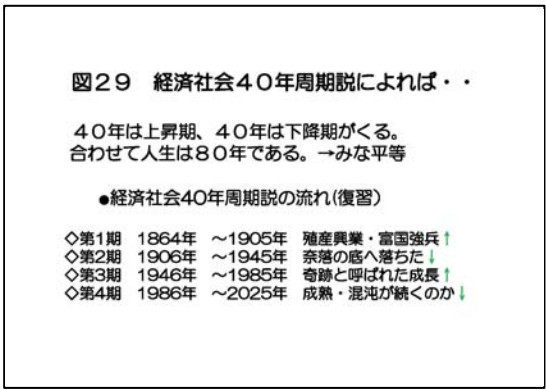 図29　経済社会40年周期説によれば・・
40年は上昇期、40年は下降期がくる。
合わせて人生は80年である。→みな平等
●経済社会40年周期説の流れ(復習)
◇第1期　1864年　～1905年　殖産興業・富国強兵↑
◇第2期　1906年　～1945年　奈落の底へ落ちた↓
◇第3期　1946年　～1985年　奇跡と呼ばれた成長↑
◇第4期　1986年　～2025年　成熟・混沌が続くのか↓